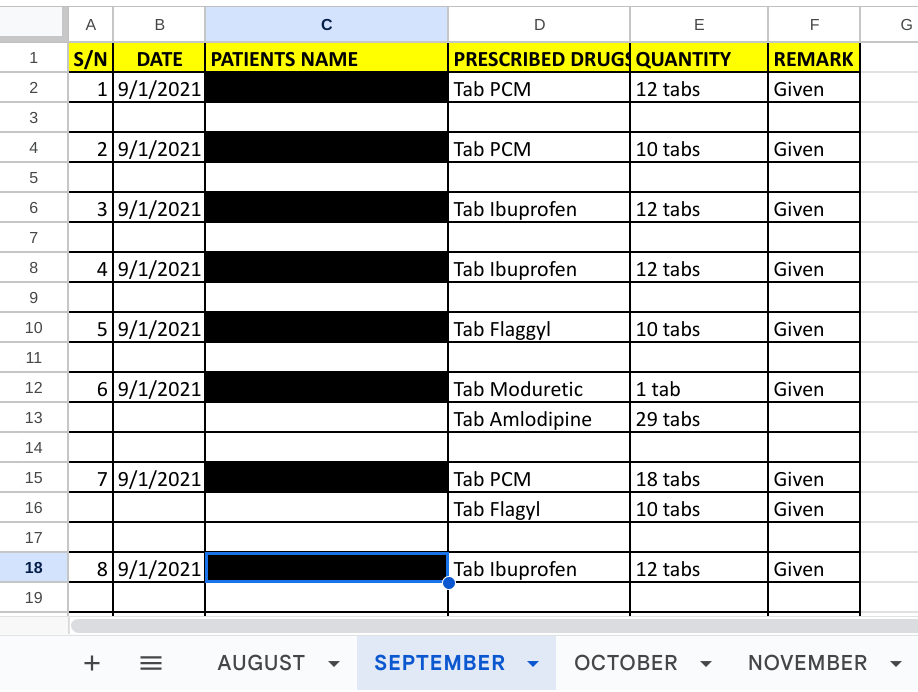 A B C D E F G
1 S/N DATE PATIENTS NAME PRESCRIBED DRUGS QUANTITY REMARK
2 1 9/1/2021 Tab PCM 12 tabs Given
3
4 2 9/1/2021 Tab PCM 10 tabs Given
5
6 3 9/1/2021 Tab Ibuprofen 12 tabs Given
7
8 4 9/1/2021 Tab Ibuprofen 12 tabs Given
9
10 5 9/1/2021 Tab Flaggyl 10 tabs Given
11
12 6 9/1/2021 Tab Moduretic 1 tab Given
13 Tab Amlodipine 29 tabs
14
15 7 9/1/2021 Tab PCM 18 tabs Given
16 Tab Flagyl 10 tabs Given
17
18 8 9/1/2021 Tab Ibuprofen 12 tabs Given
19
AUGUST SEPTEMBER OCTOBER NOVEMBER